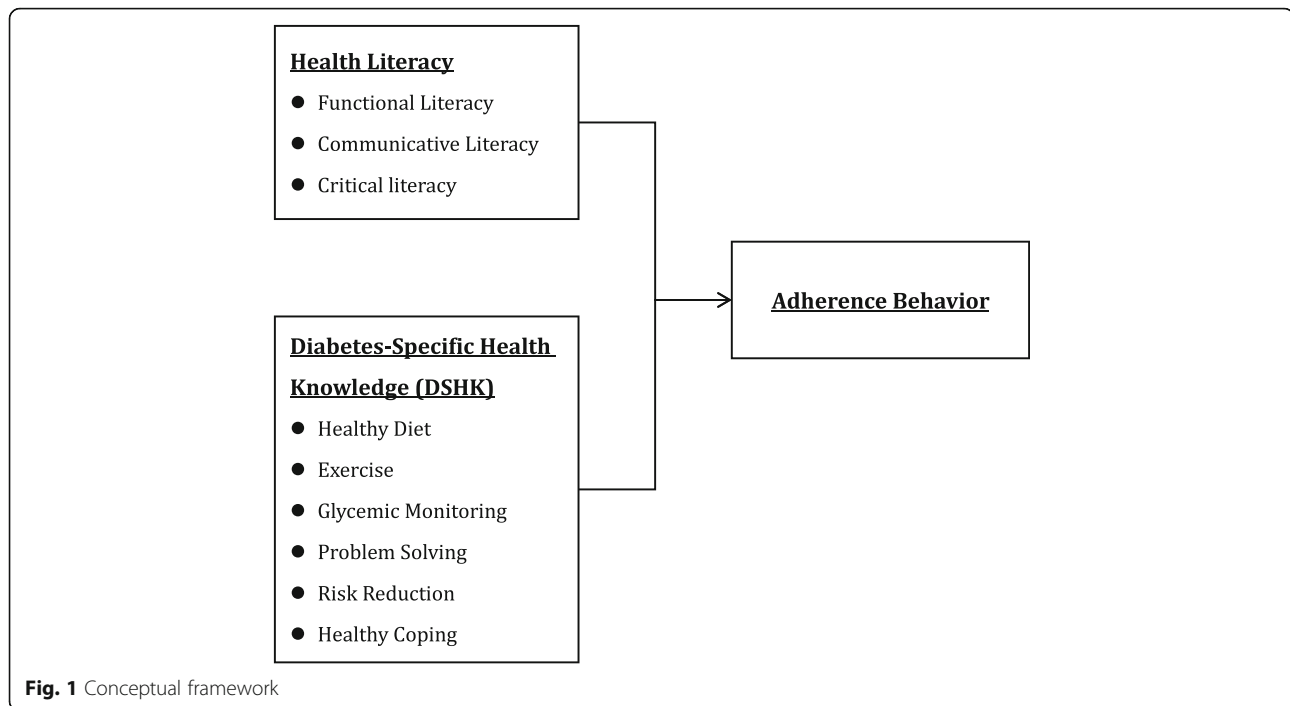 Health Literacy
● Functional Literacy
● Communicative Literacy
● Critical literacy
Adherence Behavior
Diabetes-Specific Health
Knowledge (DSHK)
● Healthy Diet
● Exercise
● Glycemic Monitoring
● Problem Solving
● Risk Reduction
● Healthy Coping
Fig. 1 Conceptual framework